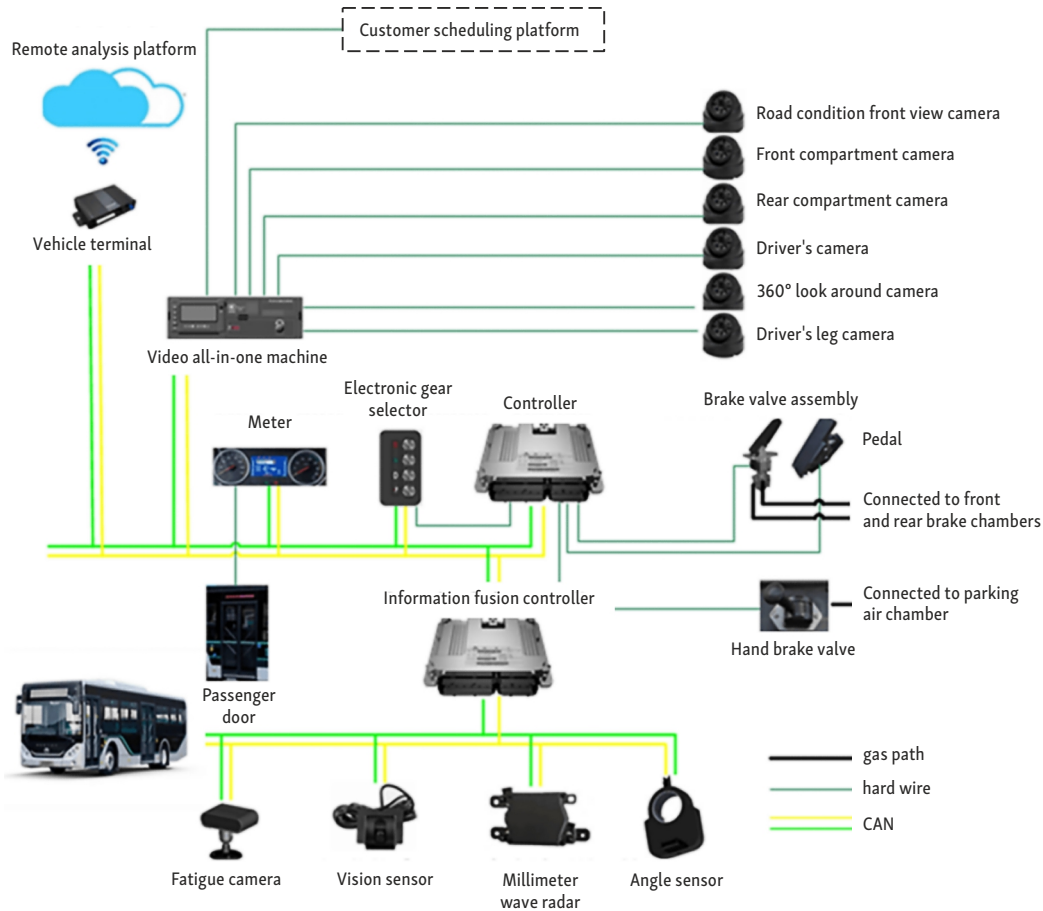 Customer scheduling platform
Remote analysis platform
Road condition front view camera
Front compartment camera
Rear compartment camera
Vehicle terminal
Driver's camera
360° look around camera
Driver's leg camera
Video all-in-one machine
Electronic gear
selector
Controller
Brake valve assembly
Meter
Pedal
Connected to front
and rear brake chambers
Information fusion controller
Connected to parking
air chamber
Hand brake valve
Passenger
door
gas path
hard wire
CAN
Fatigue camera
Vision sensor
Millimeter
wave radar
Angle sensor